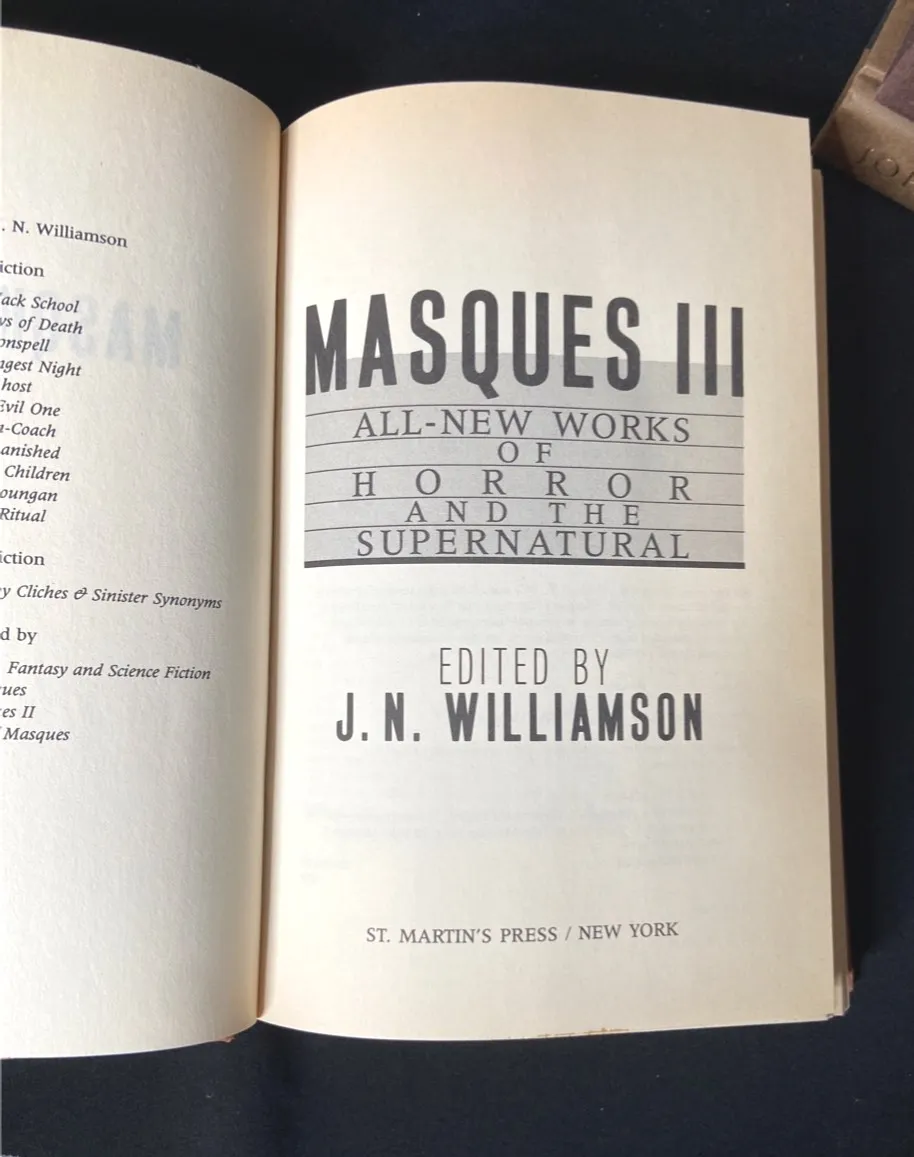 . N. Williamson
iction
ack School
ys of Death
onspell
ngest Night
host
Evil One
-Coach
anished
Children
oungan
Ritual
iction
y Cliches & Sinister Synonyms
d by
Fantasy and Science Fiction
ues
es II
Masques
MASQUES III
ALL-NEW WORKS
OF
HORROR
AND THE
SUPERNATURAL
EDITED BY
J. N. WILLIAMSON
ST. MARTIN'S PRESS / NEW YORK